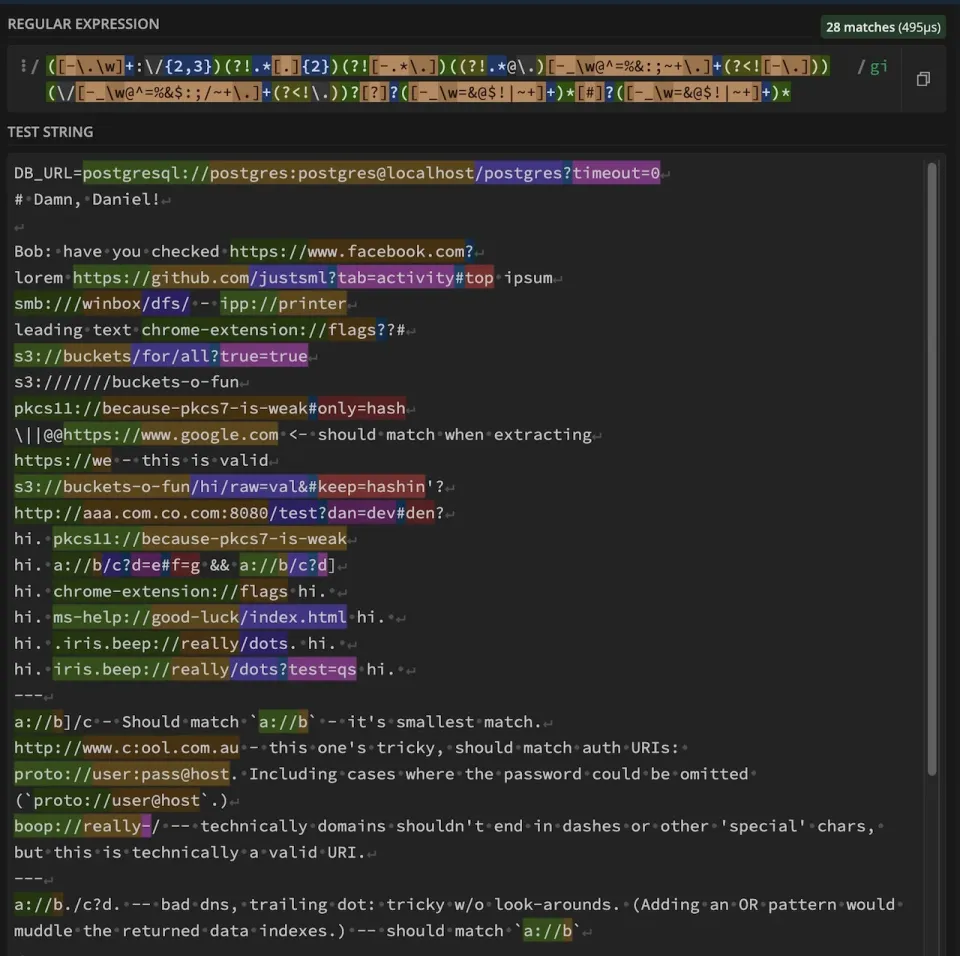 REGULAR EXPRESSION
28 matches (495μs)
/ ([-\.\w]+:\/{2,3})(?!.*[.]{2})(?![-.*\.])((?!.*@\.)[-_\w@^=%&:;~+\.]+(?<![-\.])) / gi
(\/[-_\w@^=%&$:;/~+\.]+(?<!\.))?[?]?([-_\w=&@$!|~+]+)*[#]?([-_\w=&@$!|~+]+)*
TEST STRING
DB_URL=postgresql://postgres:postgres@localhost/postgres?timeout=0↵
# Damn, Daniel!↵
↵
Bob: have you checked https://www.facebook.com?↵
lorem https://github.com/justsml?tab=activity#top ipsum↵
smb:///winbox/dfs/ - ipp://printer↵
leading text chrome-extension://flags??#↵
s3://buckets/for/all?true=true↵
s3:///////buckets-o-fun↵
pkcs11://because-pkcs7-is-weak#only=hash↵
\||@@https://www.google.com <- should match when extracting↵
https://we - this is valid↵
s3://buckets-o-fun/hi/raw=val&#keep=hashin'?↵
http://aaa.com.co.com:8080/test?dan=dev#den?↵
hi. pkcs11://because-pkcs7-is-weak↵
hi. a://b/c?d=e#f=g && a://b/c?d]↵
hi. chrome-extension://flags hi. ↵
hi. ms-help://good-luck/index.html hi. ↵
hi. .iris.beep://really/dots. hi. ↵
hi. iris.beep://really/dots?test=qs hi. ↵
---↵
a://b]/c - Should match `a://b` - it's smallest match.↵
http://www.c:ool.com.au - this one's tricky, should match auth URIs:
proto://user:pass@host. Including cases where the password could be omitted
(`proto://user@host`.)↵
boop://really-/ -- technically domains shouldn't end in dashes or other 'special' chars,
but this is technically a valid URI.↵
---↵
a://b./c?d. -- bad dns, trailing dot: tricky w/o look-arounds. (Adding an OR pattern would
muddle the returned data indexes.) -- should match `a://b`↵